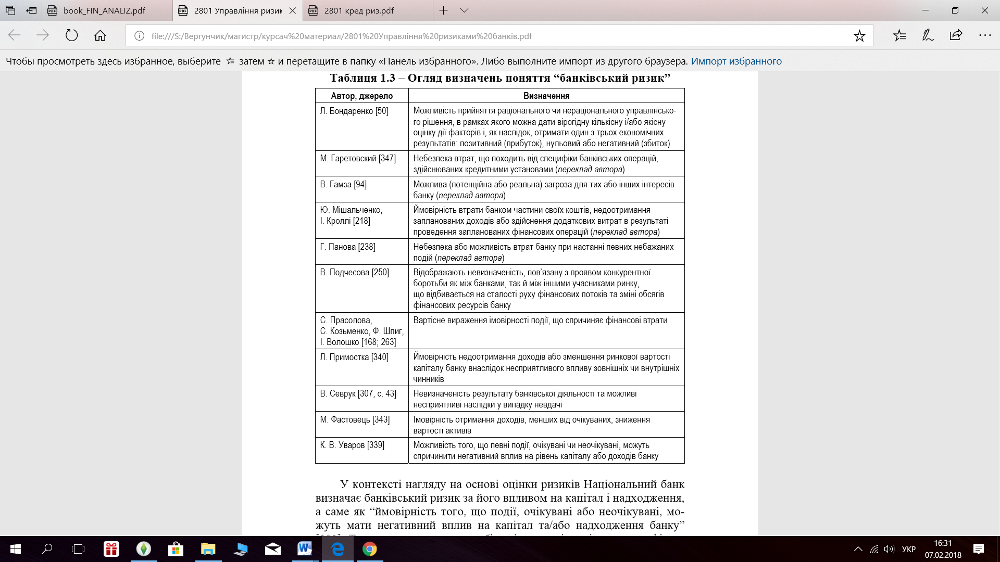 book_FIN_ANALIZ.pdf
2801 Управління ризик
2801 кред риз.pdf
file:///S:/Вергунчик/магистр/курсач%20материал/2801%20Управління%20ризиками%20банків.pdf
Чтобы просмотреть здесь избранное, выберите затем и перетащите в папку «Панель избранного». Либо выполните импорт из другого браузера. Импорт избранного
Таблиця 1.3 – Огляд визначень поняття “банківський ризик”
Автор, джерело
Визначення
Л. Бондаренко [50]
Можливість прийняття раціонального чи нераціонального управлінсько-
го рішення, в рамках якого можна дати вірогідну кількісну і/або якісну
оцінку дії факторів і, як наслідок, отримати один з трьох економічних
результатів: позитивний (прибуток), нульовий або негативний (збиток)
М. Гаретовский [347]
Небезпека втрат, що походить від специфіки банківських операцій,
здійснюваних кредитними установами (переклад автора)
В. Гамза [94]
Можлива (потенційна або реальна) загроза для тих або інших інтересів
банку (переклад автора)
Ю. Мішальченко,
І. Кроллі [218]
Ймовірність втрати банком частини своїх коштів, недоотримання
запланованих доходів або здійснення додаткових витрат в результаті
проведення запланованих фінансових операцій (переклад автора)
Г. Панова [238]
Небезпека або можливість втрат банку при настанні певних небажаних
подій (переклад автора)
В. Подчесова [250]
Відображають невизначеність, пов’язану з проявом конкурентної
боротьби як між банками, так й між іншими учасниками ринку,
що відбивається на сталості руху фінансових потоків та зміні обсягів
фінансових ресурсів банку
С. Прасолова,
С. Козьменко, Ф. Шпиг,
І. Волошко [168; 263]
Вартісне вираження імовірності події, що спричиняє фінансові втрати
Л. Примостка [340]
Ймовірність недоотримання доходів або зменшення ринкової вартості
капіталу банку внаслідок несприятливого впливу зовнішніх чи внутрішніх
чинників
В. Севрук [307, с. 43]
Невизначеність результату банківської діяльності та можливі
несприятливі наслідки у випадку невдачі
М. Фастовець [343]
Імовірність отримання доходів, менших від очікуваних, зниження
вартості активів
К. В. Уваров [339]
Можливість того, що певні події, очікувані чи неочікувані, можуть
спричинити негативний вплив на рівень капіталу або доходів банку
У контексті нагляду на основі оцінки ризиків Національний банк
визначає банківський ризик за його впливом на капітал і надходження,
а саме як “ймовірність того, що події, очікувані або неочікувані, мо-
жуть мати негативний вплив на капітал та/або надходження банку”
УКР
16:31
07.02.2018